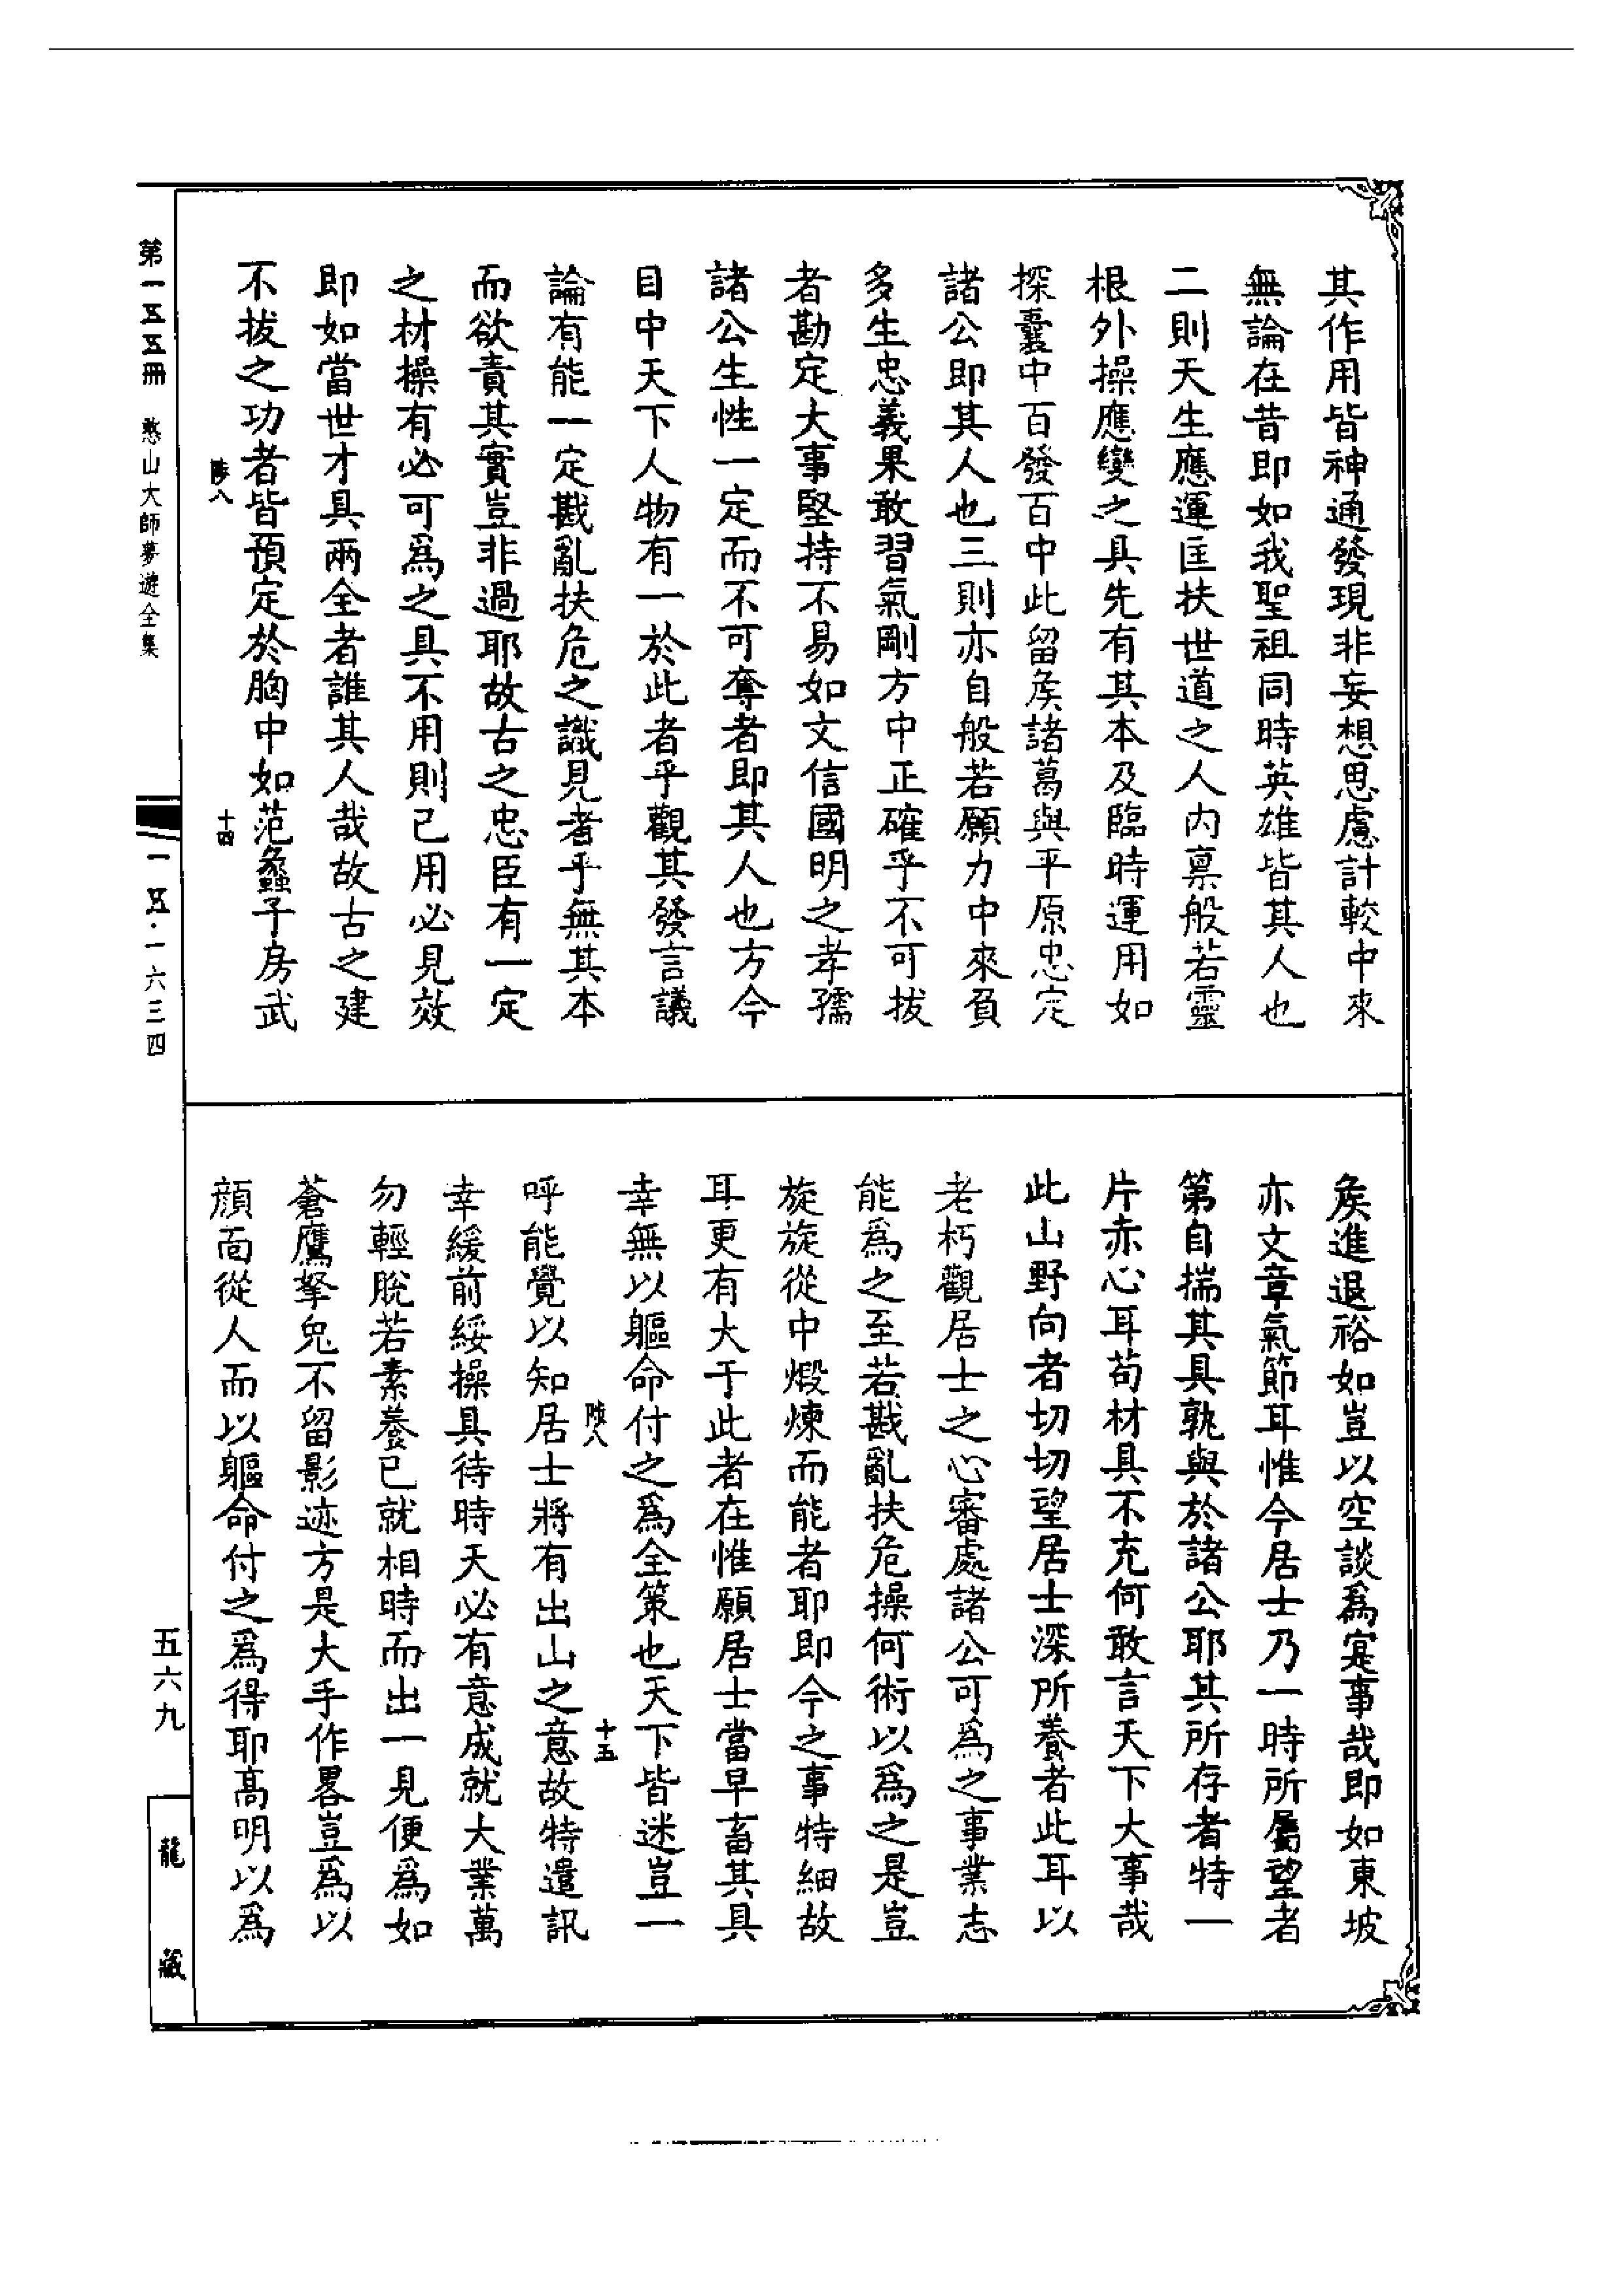 其作用皆神通發現非妄想思慮計較中來
無論在昔即如我聖祖同時英雄皆其人也
二則天生應運匡扶世道之人內稟般若靈
根外操應變之具先有其本及臨時運用如
探囊中百發百中此留矦諸葛與平原忠定
諸公即其人也三則亦自般若願力中來負
多生忠義果敢習氣剛方中正確乎不可拔
者勘定大事堅持不易如文信國明之孝孺
諸公生性一定而不可奪者即其人也方今
目中天下人物有一於此者乎觀其發言議
論有能一定戡亂扶危之識見者乎無其本
而欲責其實豈非過耶故古之忠臣有一定
之材操有必可爲之具不用則已用必見效
即如當世才具兩全者誰其人哉故古之建
不拔之功者皆預定於胸中如范蠡子房武
十四
矦進退裕如豈以空談爲寔事哉即如東坡
亦文章氣節耳惟今居士乃一時所屬望者
第自揣其具孰與於諸公耶其所存者特一
片赤心耳苟材具不充何敢言天下大事哉
此山野向者切切望居士深所養者此耳以
老朽觀居士之心審處諸公可爲之事業志
能爲之至若戡亂扶危操何術以爲之是豈
旋旋從中煅煉而能者耶即今之事特細故
耳更有大于此者在惟願居士當早畜其具
幸無以軀命付之爲全策也天下皆迷豈一
十五
呼能覺以知居士將有出山之意故特遣訊
幸緩前綏操具待時天必有意成就大業萬
勿輕脫若素養已就相時而出一見便爲如
蒼鷹拏兔不留影迹方是大手作畧豈爲以
顏面從人而以軀命付之爲得耶高明以爲
第一五五冊
憨山大師夢遊全集
一五·一六三四
五六九
龍藏